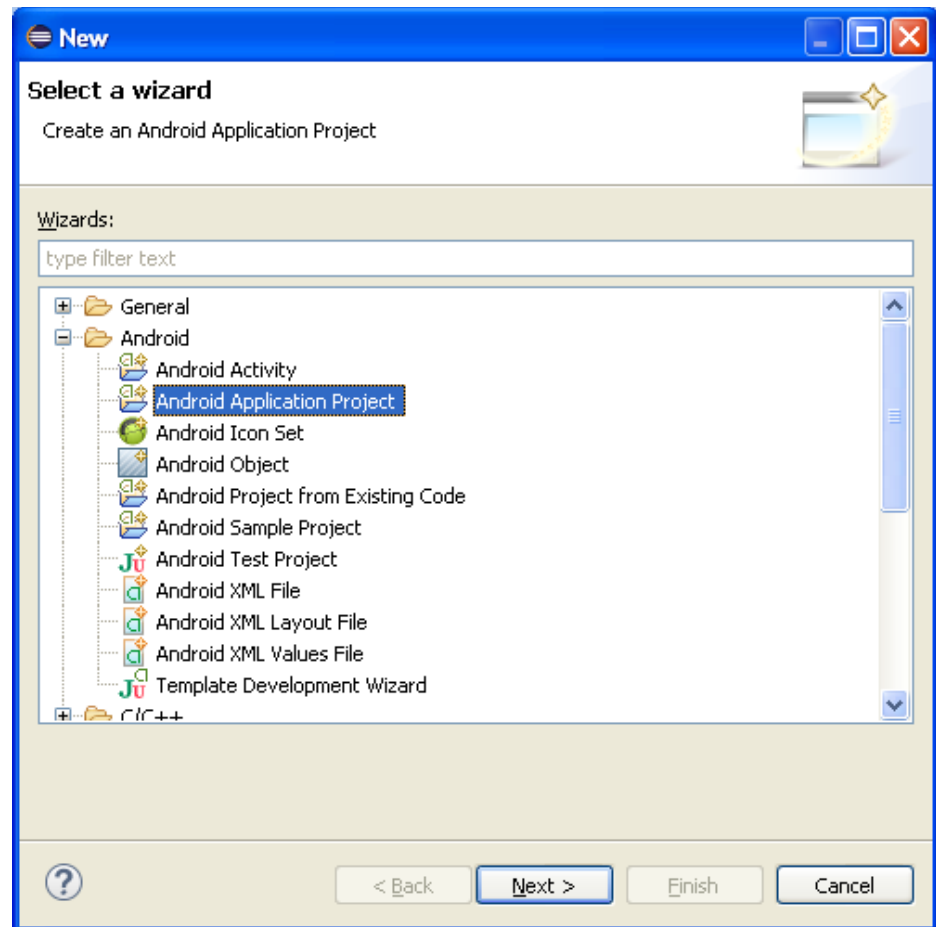 New
Select a wizard
Create an Android Application Project
Wizards:
type filter text
General
Android
Android Activity
Android Application Project
Android Icon Set
Android Object
Android Project from Existing Code
Android Sample Project
Android Test Project
Android XML File
Android XML Layout File
Android XML Values File
Template Development Wizard
C/C++
< Back Next > Finish Cancel